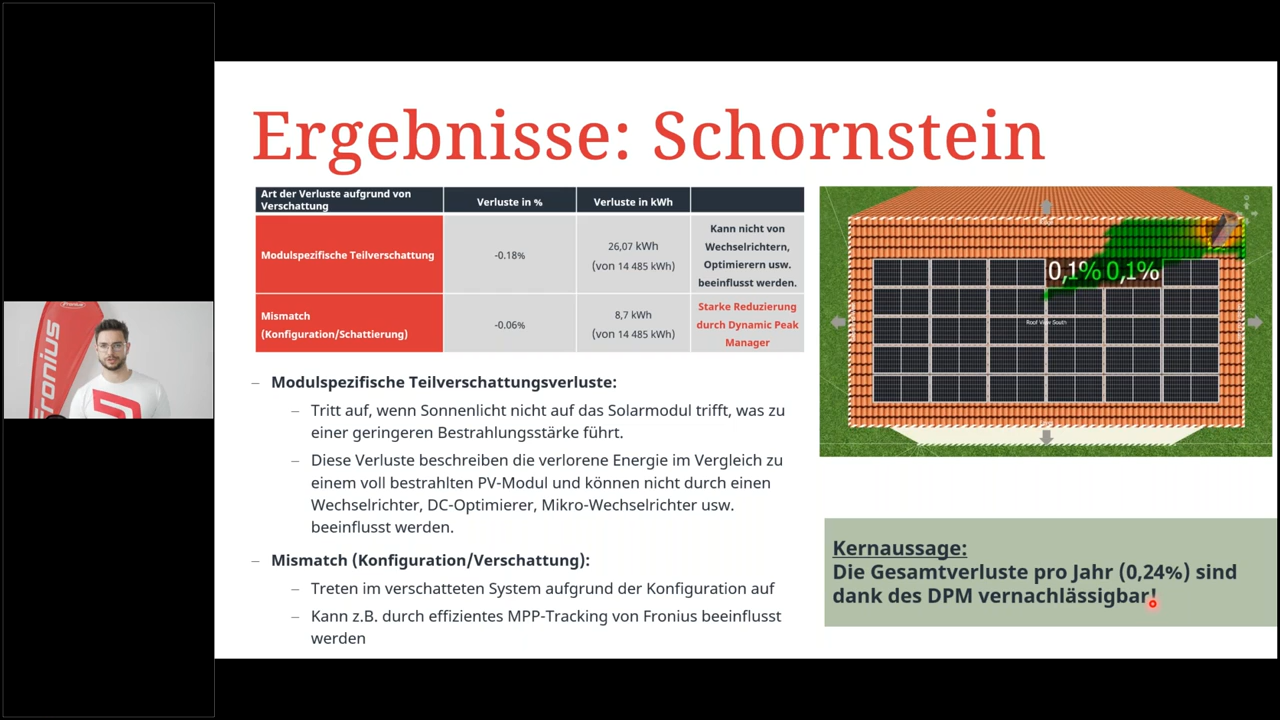 Ergebnisse: Schornstein
Art der Verluste aufgrund von
Verschattung
Verluste in %
Verluste in kWh
Modulspezifische Teilverschattung
-0.18%
26,07 kWh
(von 14 485 kWh)
Kann nicht von
Wechselrichtern,
Optimierern usw.
beeinflusst werden.
Mismatch
(Konfiguration/Schattierung)
-0.06%
8,7 kWh
(von 14 485 kWh)
Starke Reduzierung
durch Dynamic Peak
Manager
– Modulspezifische Teilverschattungsverluste:
– Tritt auf, wenn Sonnenlicht nicht auf das Solarmodul trifft, was zu
einer geringeren Bestrahlungsstärke führt.
– Diese Verluste beschreiben die verlorene Energie im Vergleich zu
einem voll bestrahlten PV-Modul und können nicht durch einen
Wechselrichter, DC-Optimierer, Mikro-Wechselrichter usw.
beeinflusst werden.
– Mismatch (Konfiguration/Verschattung):
– Treten im verschatteten System aufgrund der Konfiguration auf
– Kann z.B. durch effizientes MPP-Tracking von Fronius beeinflusst
werden
0,1% 0,1%
Roof View South
Kernaussage:
Die Gesamtverluste pro Jahr (0,24%) sind
dank des DPM vernachlässigbar!
Fronius